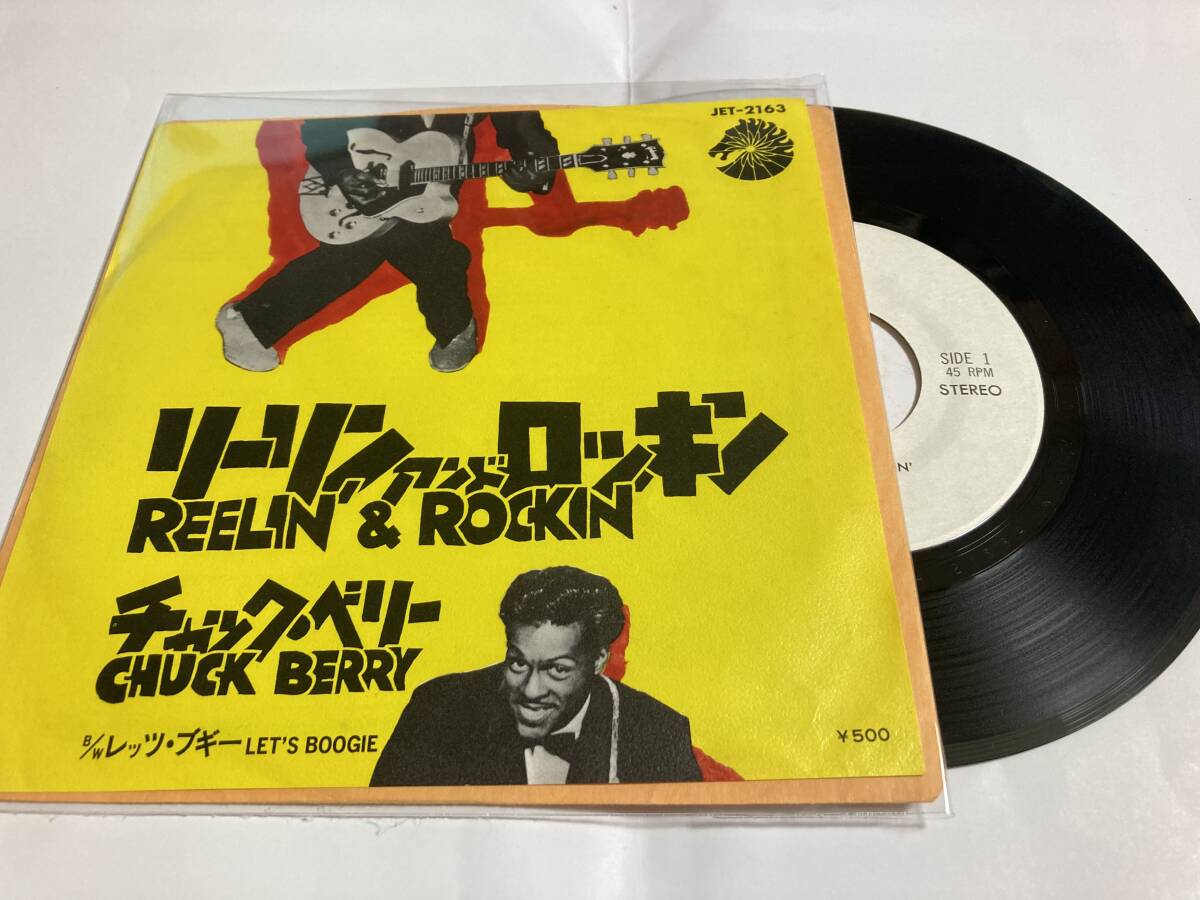 JET-2163
リーリン・アンド・ロッキン
REELIN' & ROCKIN'
チャック・ベリー
CHUCK BERRY
B/W レッツ・ブギー LET'S BOOGIE
¥500
SIDE 1
45 RPM
STEREO
N'